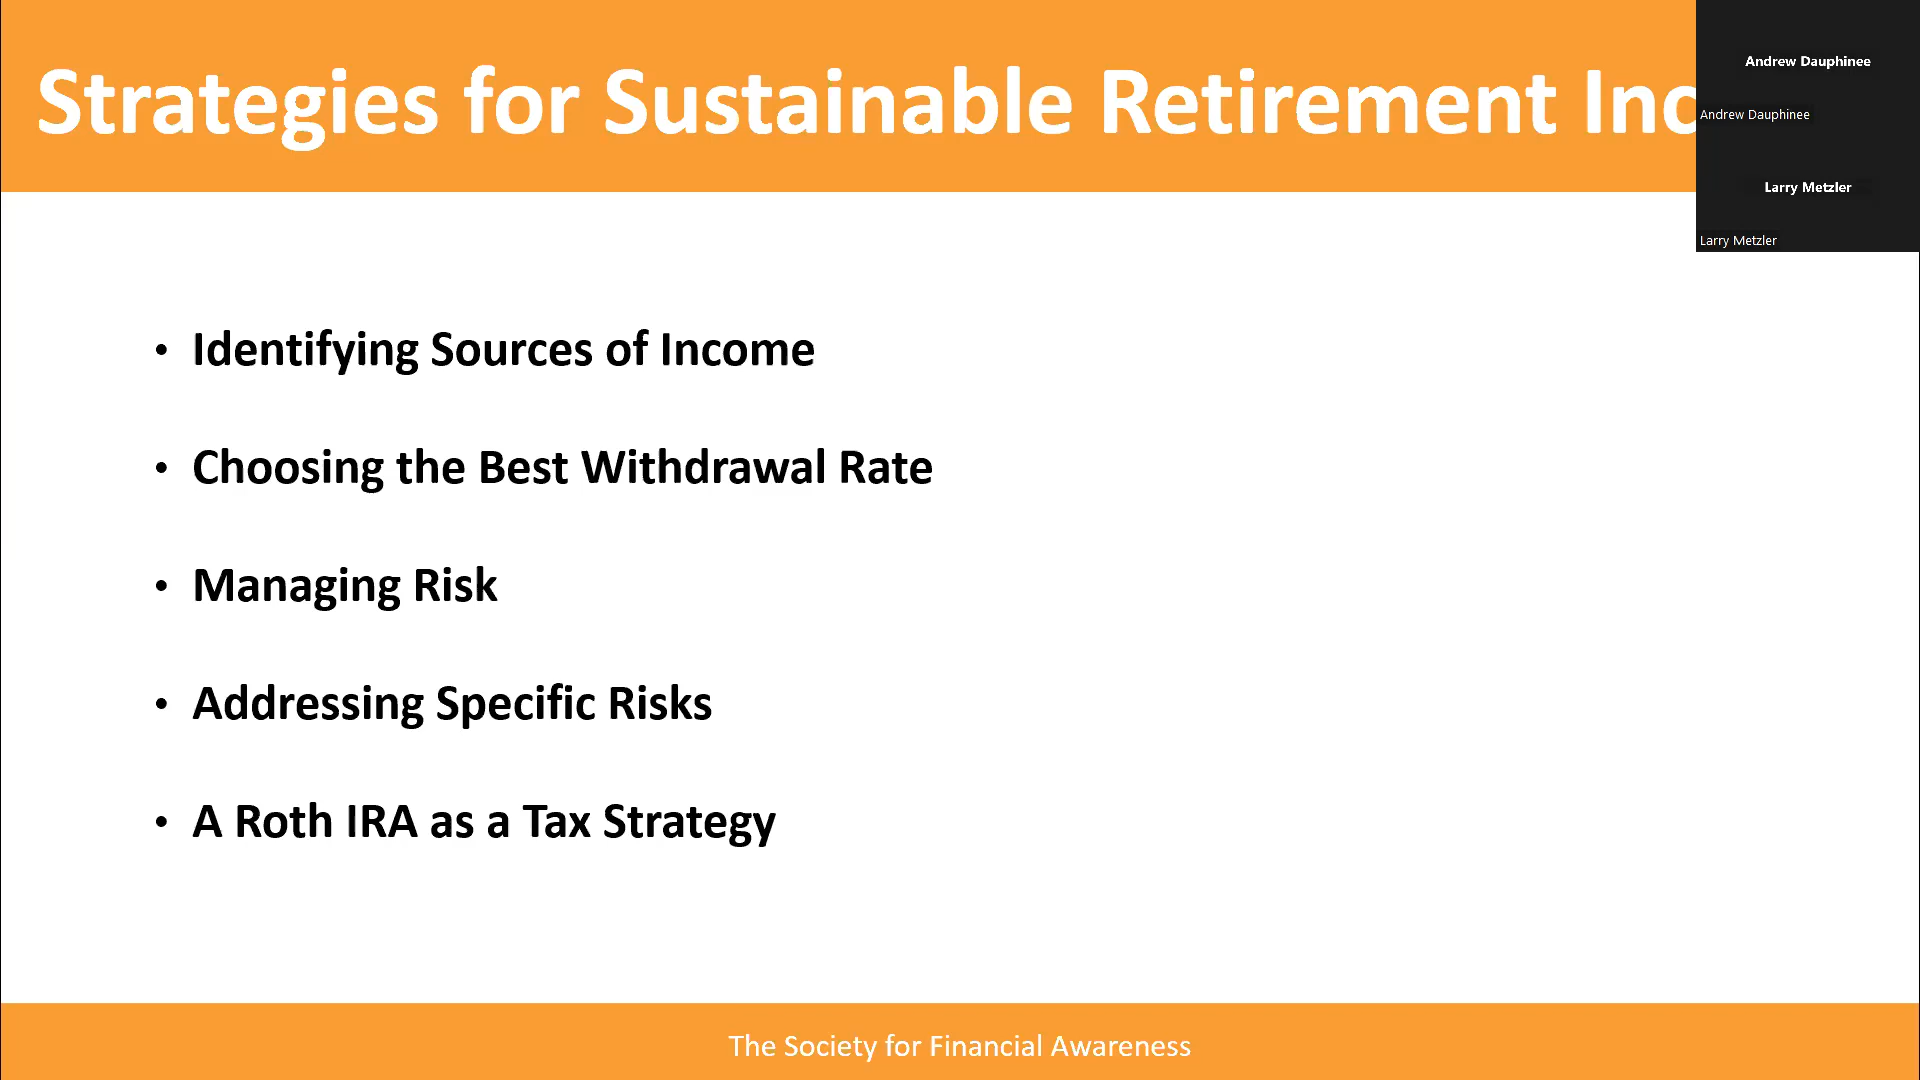 Strategies for Sustainable Retirement Inc
Andrew Dauphinee
Andrew Dauphinee
Larry Metzler
Larry Metzler
• Identifying Sources of Income
• Choosing the Best Withdrawal Rate
• Managing Risk
• Addressing Specific Risks
• A Roth IRA as a Tax Strategy
The Society for Financial Awareness